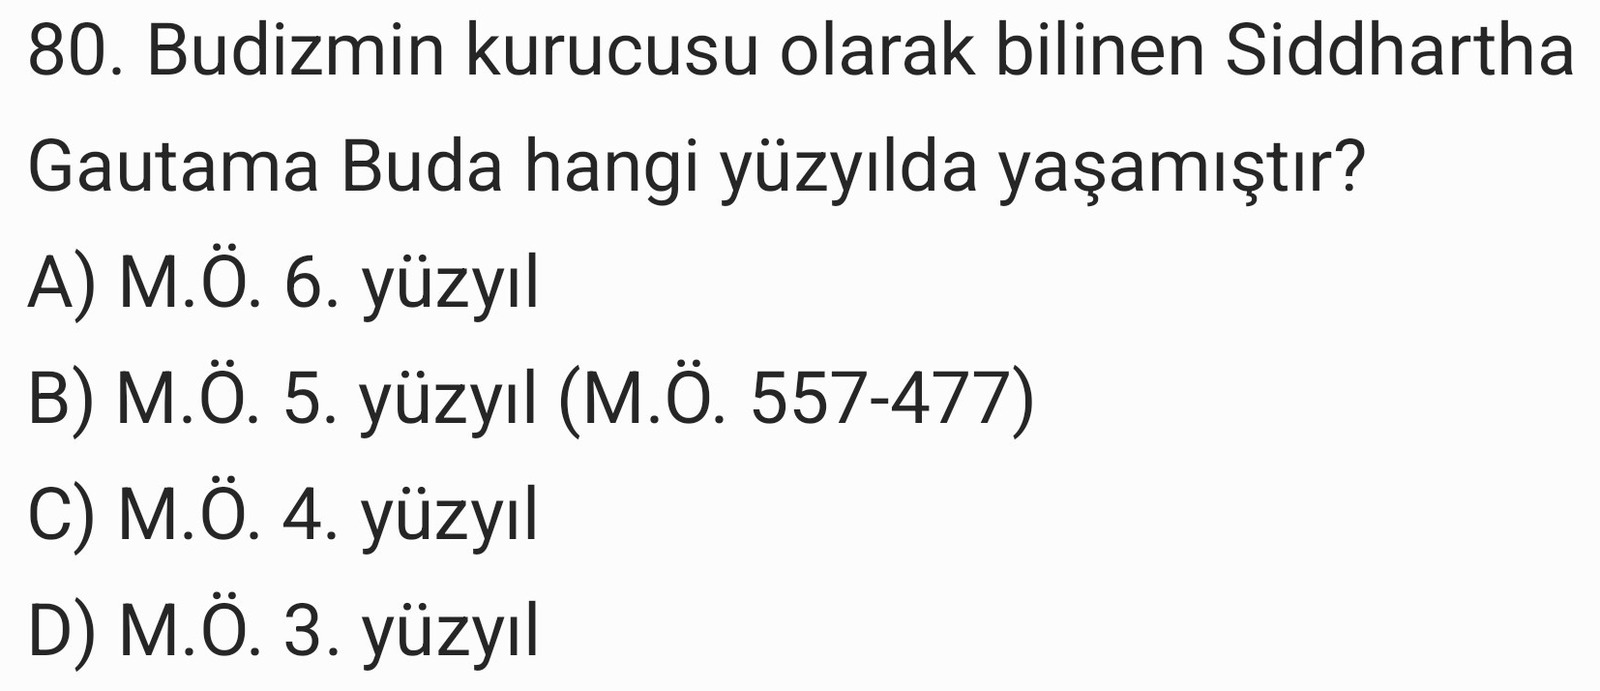 80. Budizmin kurucusu olarak bilinen Siddhartha
Gautama Buda hangi yüzyılda yaşamıştır?
A) M.Ö. 6. yüzyıl
B) M.Ö. 5. yüzyıl (M.Ö. 557-477)
C) M.Ö. 4. yüzyıl
D) M.Ö. 3. yüzyıl